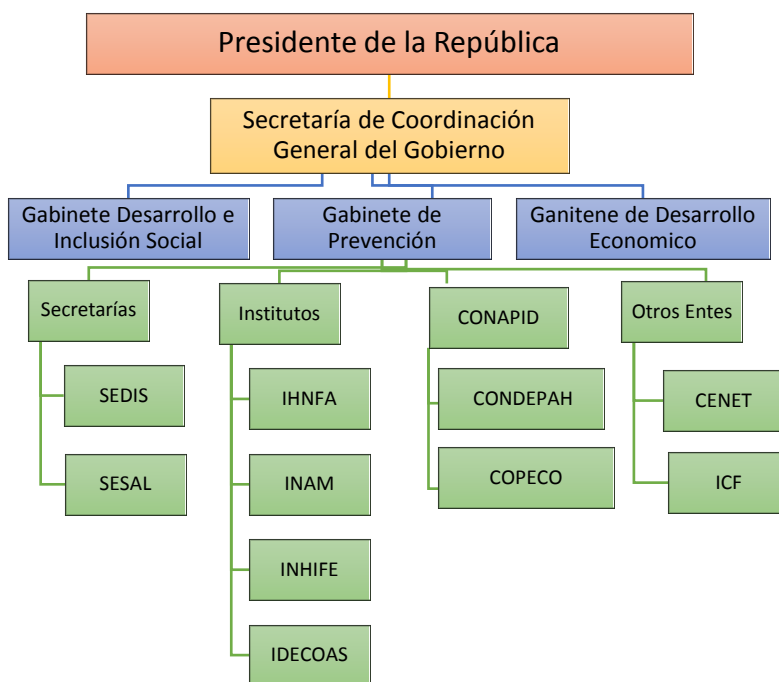 Presidente de la República
Secretaría de Coordinación
General del Gobierno
Gabinete Desarrollo e
Inclusión Social
Gabinete de
Prevención
Ganitene de Desarrollo
Economico
Secretarías
Institutos
CONAPID
Otros Entes
SEDIS
IHNFA
CONDEPAH
CENET
SESAL
INAM
COPECO
ICF
INHIFE
IDECOAS